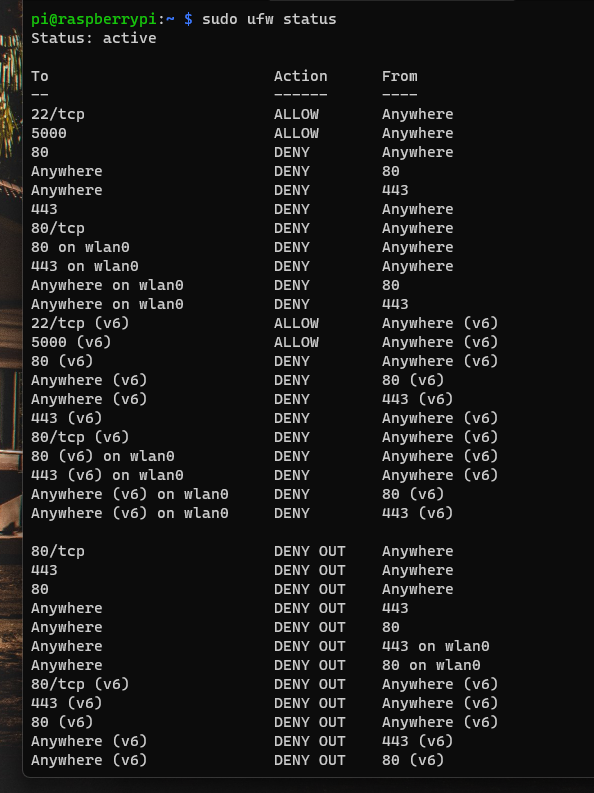 pi@raspberrypi:~ $ sudo ufw status
Status: active
To Action From
-- ------ ----
22/tcp ALLOW Anywhere
5000 ALLOW Anywhere
80 DENY Anywhere
Anywhere DENY 80
Anywhere DENY 443
443 DENY Anywhere
80/tcp DENY Anywhere
80 on wlan0 DENY Anywhere
443 on wlan0 DENY Anywhere
Anywhere on wlan0 DENY 80
Anywhere on wlan0 DENY 443
22/tcp (v6) ALLOW Anywhere (v6)
5000 (v6) ALLOW Anywhere (v6)
80 (v6) DENY Anywhere (v6)
Anywhere (v6) DENY 80 (v6)
Anywhere (v6) DENY 443 (v6)
443 (v6) DENY Anywhere (v6)
80/tcp (v6) DENY Anywhere (v6)
80 (v6) on wlan0 DENY Anywhere (v6)
443 (v6) on wlan0 DENY Anywhere (v6)
Anywhere (v6) on wlan0 DENY 80 (v6)
Anywhere (v6) on wlan0 DENY 443 (v6)
80/tcp DENY OUT Anywhere
443 DENY OUT Anywhere
80 DENY OUT Anywhere
Anywhere DENY OUT 443
Anywhere DENY OUT 80
Anywhere DENY OUT 443 on wlan0
Anywhere DENY OUT 80 on wlan0
80/tcp (v6) DENY OUT Anywhere (v6)
443 (v6) DENY OUT Anywhere (v6)
80 (v6) DENY OUT Anywhere (v6)
Anywhere (v6) DENY OUT 443 (v6)
Anywhere (v6) DENY OUT 80 (v6)